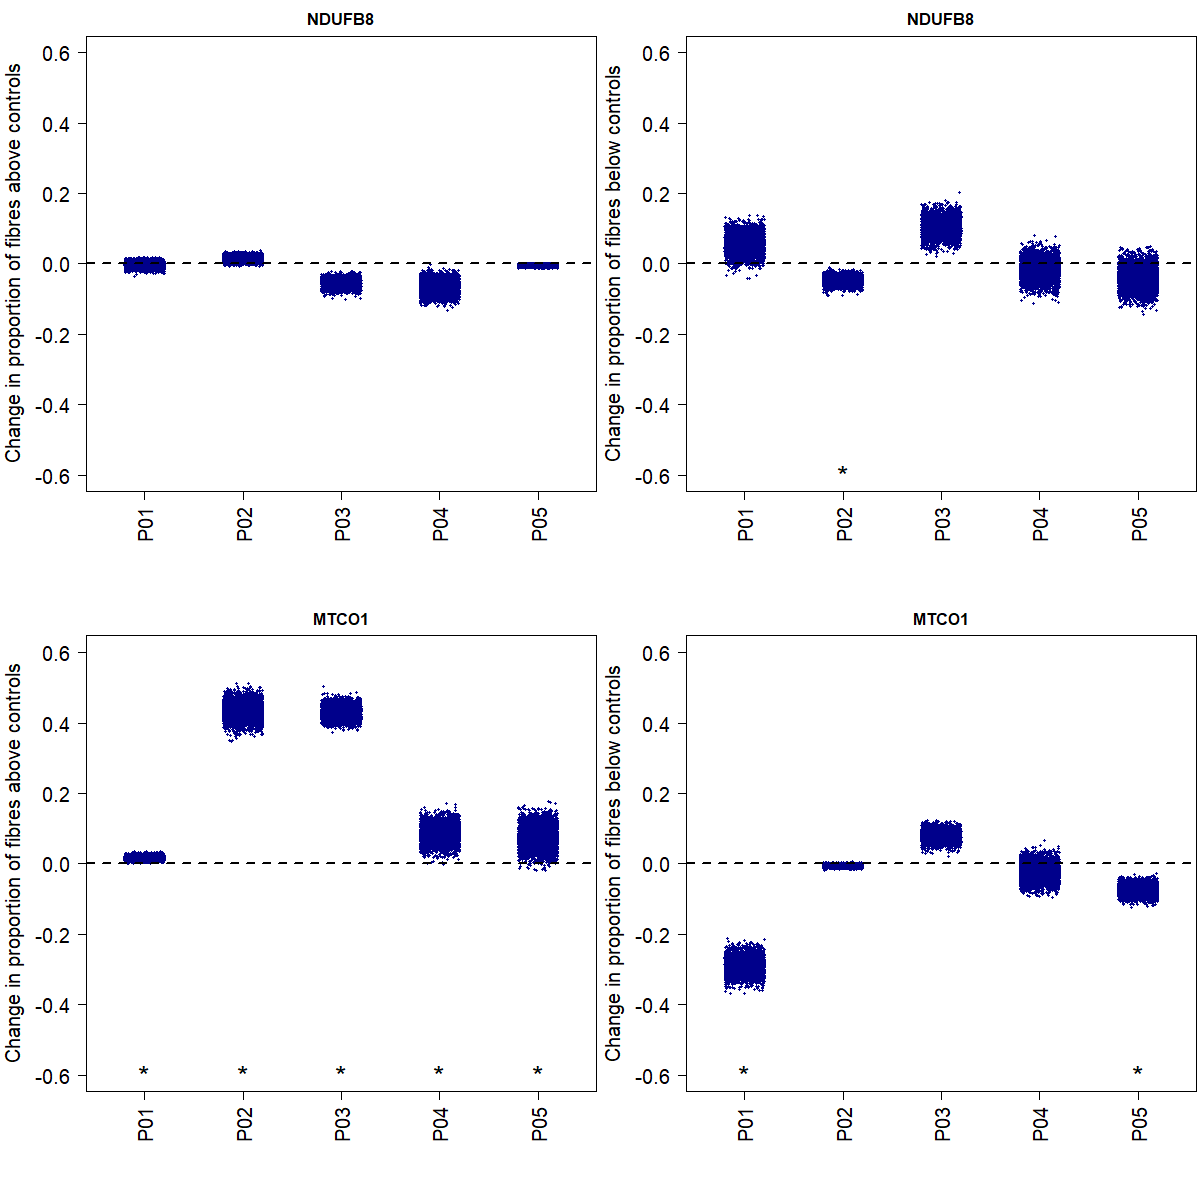 NDUFB8
Change in proportion of fibres above controls
0.6
0.4
0.2
0.0
-0.2
-0.4
-0.6
P01
P02
P03
P04
P05
NDUFB8
Change in proportion of fibres below controls
0.6
0.4
0.2
0.0
-0.2
-0.4
-0.6
*
P01
P02
P03
P04
P05
MTCO1
Change in proportion of fibres above controls
0.6
0.4
0.2
0.0
-0.2
-0.4
-0.6
* * * * *
P01
P02
P03
P04
P05
MTCO1
Change in proportion of fibres below controls
0.6
0.4
0.2
0.0
-0.2
-0.4
-0.6
* *
P01
P02
P03
P04
P05